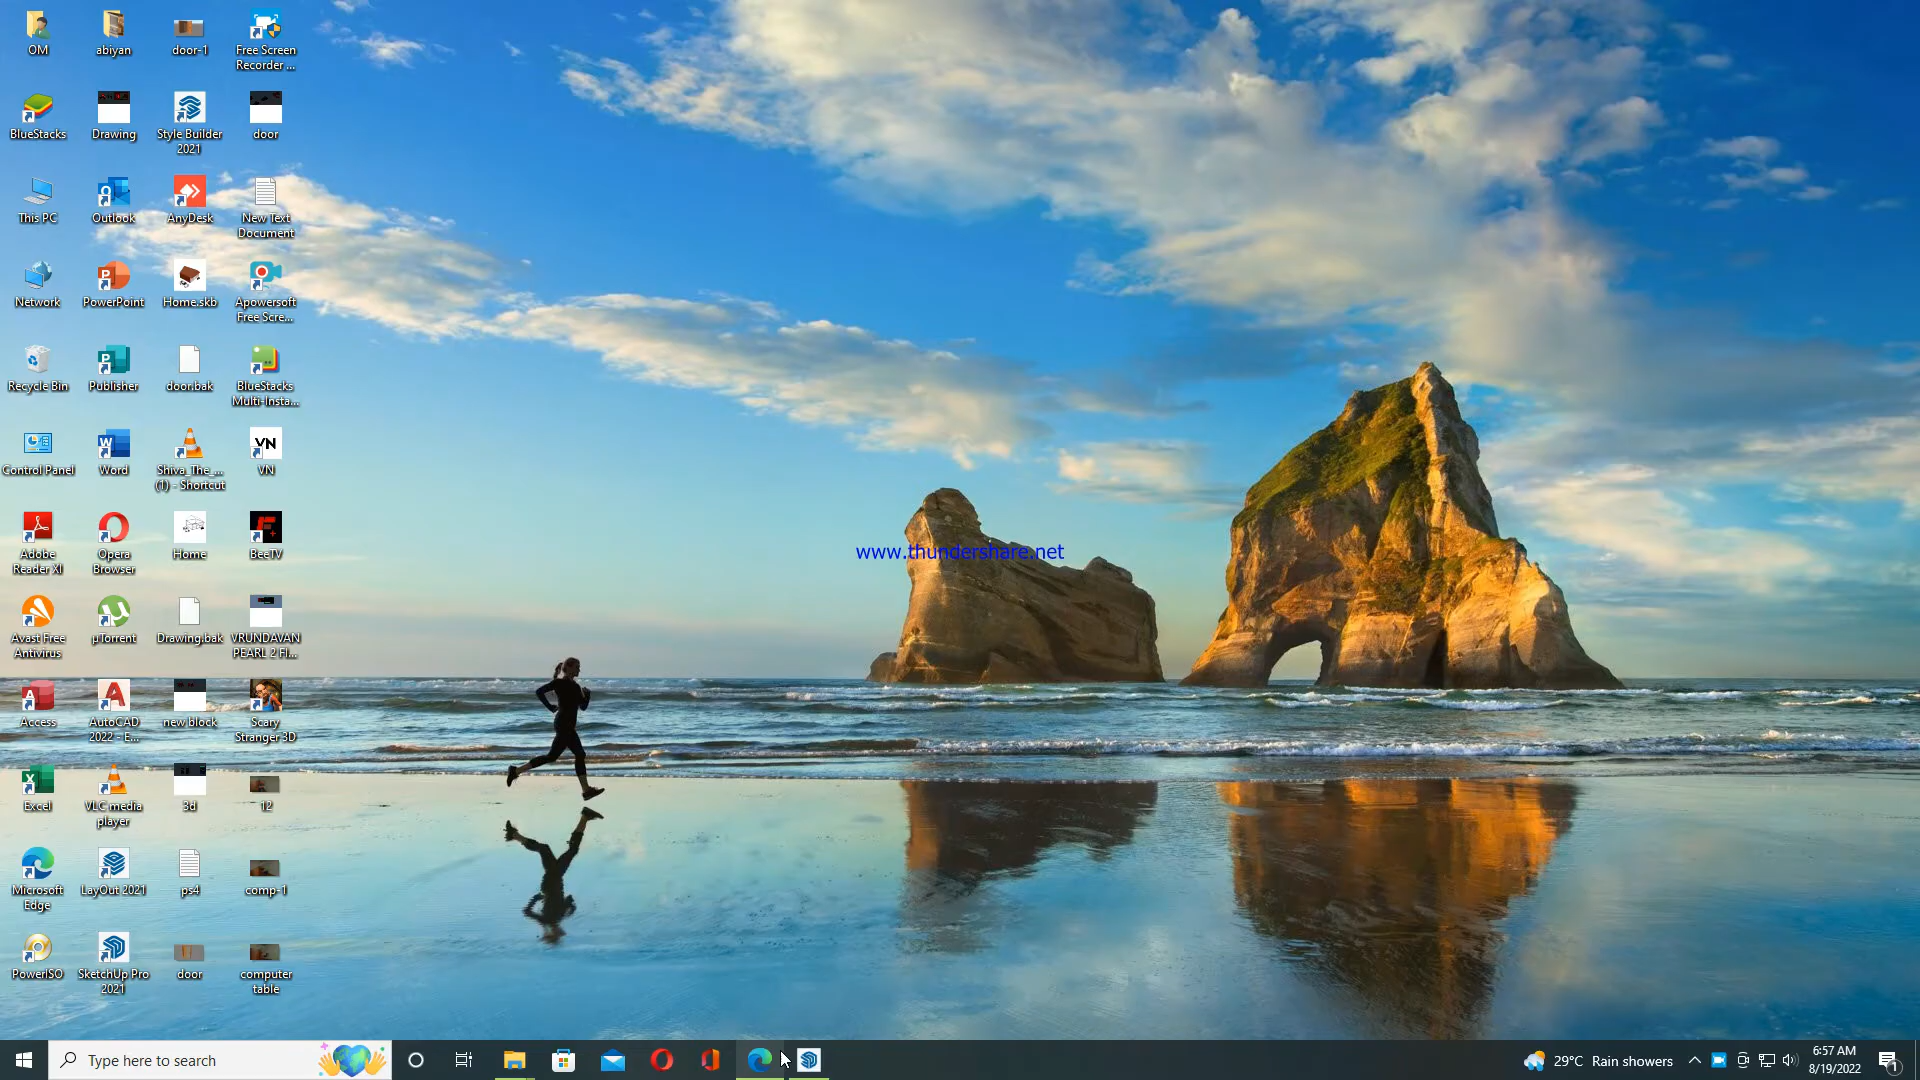 OM
abiyan
door-1
Free Screen
Recorder ...
BlueStacks
Drawing
Style Builder
2021
door
This PC
Outlook
AnyDesk
New Text
Document
Network
PowerPoint
Home.skb
Apowersoft
Free Scre...
Recycle Bin
Publisher
door.bak
BlueStacks
Multi-Insta...
Control Panel
Word
Shiva_The_...
(1) - Shortcut
VN
VN
Adobe
Reader XI
Opera
Browser
Home
BeeTV
www.thundershare.net
Avast Free
Antivirus
µTorrent
Drawing.bak
VRUNDAVAN
PEARL 2 Fl...
Access
AutoCAD
2022 - E...
new block
Scary
Stranger 3D
Excel
VLC media
player
3d
12
Microsoft
Edge
LayOut 2021
ps4
comp-1
PowerISO
SketchUp Pro
2021
door
computer
table
Type here to search
29°C Rain showers
6:57 AM
8/19/2022
1